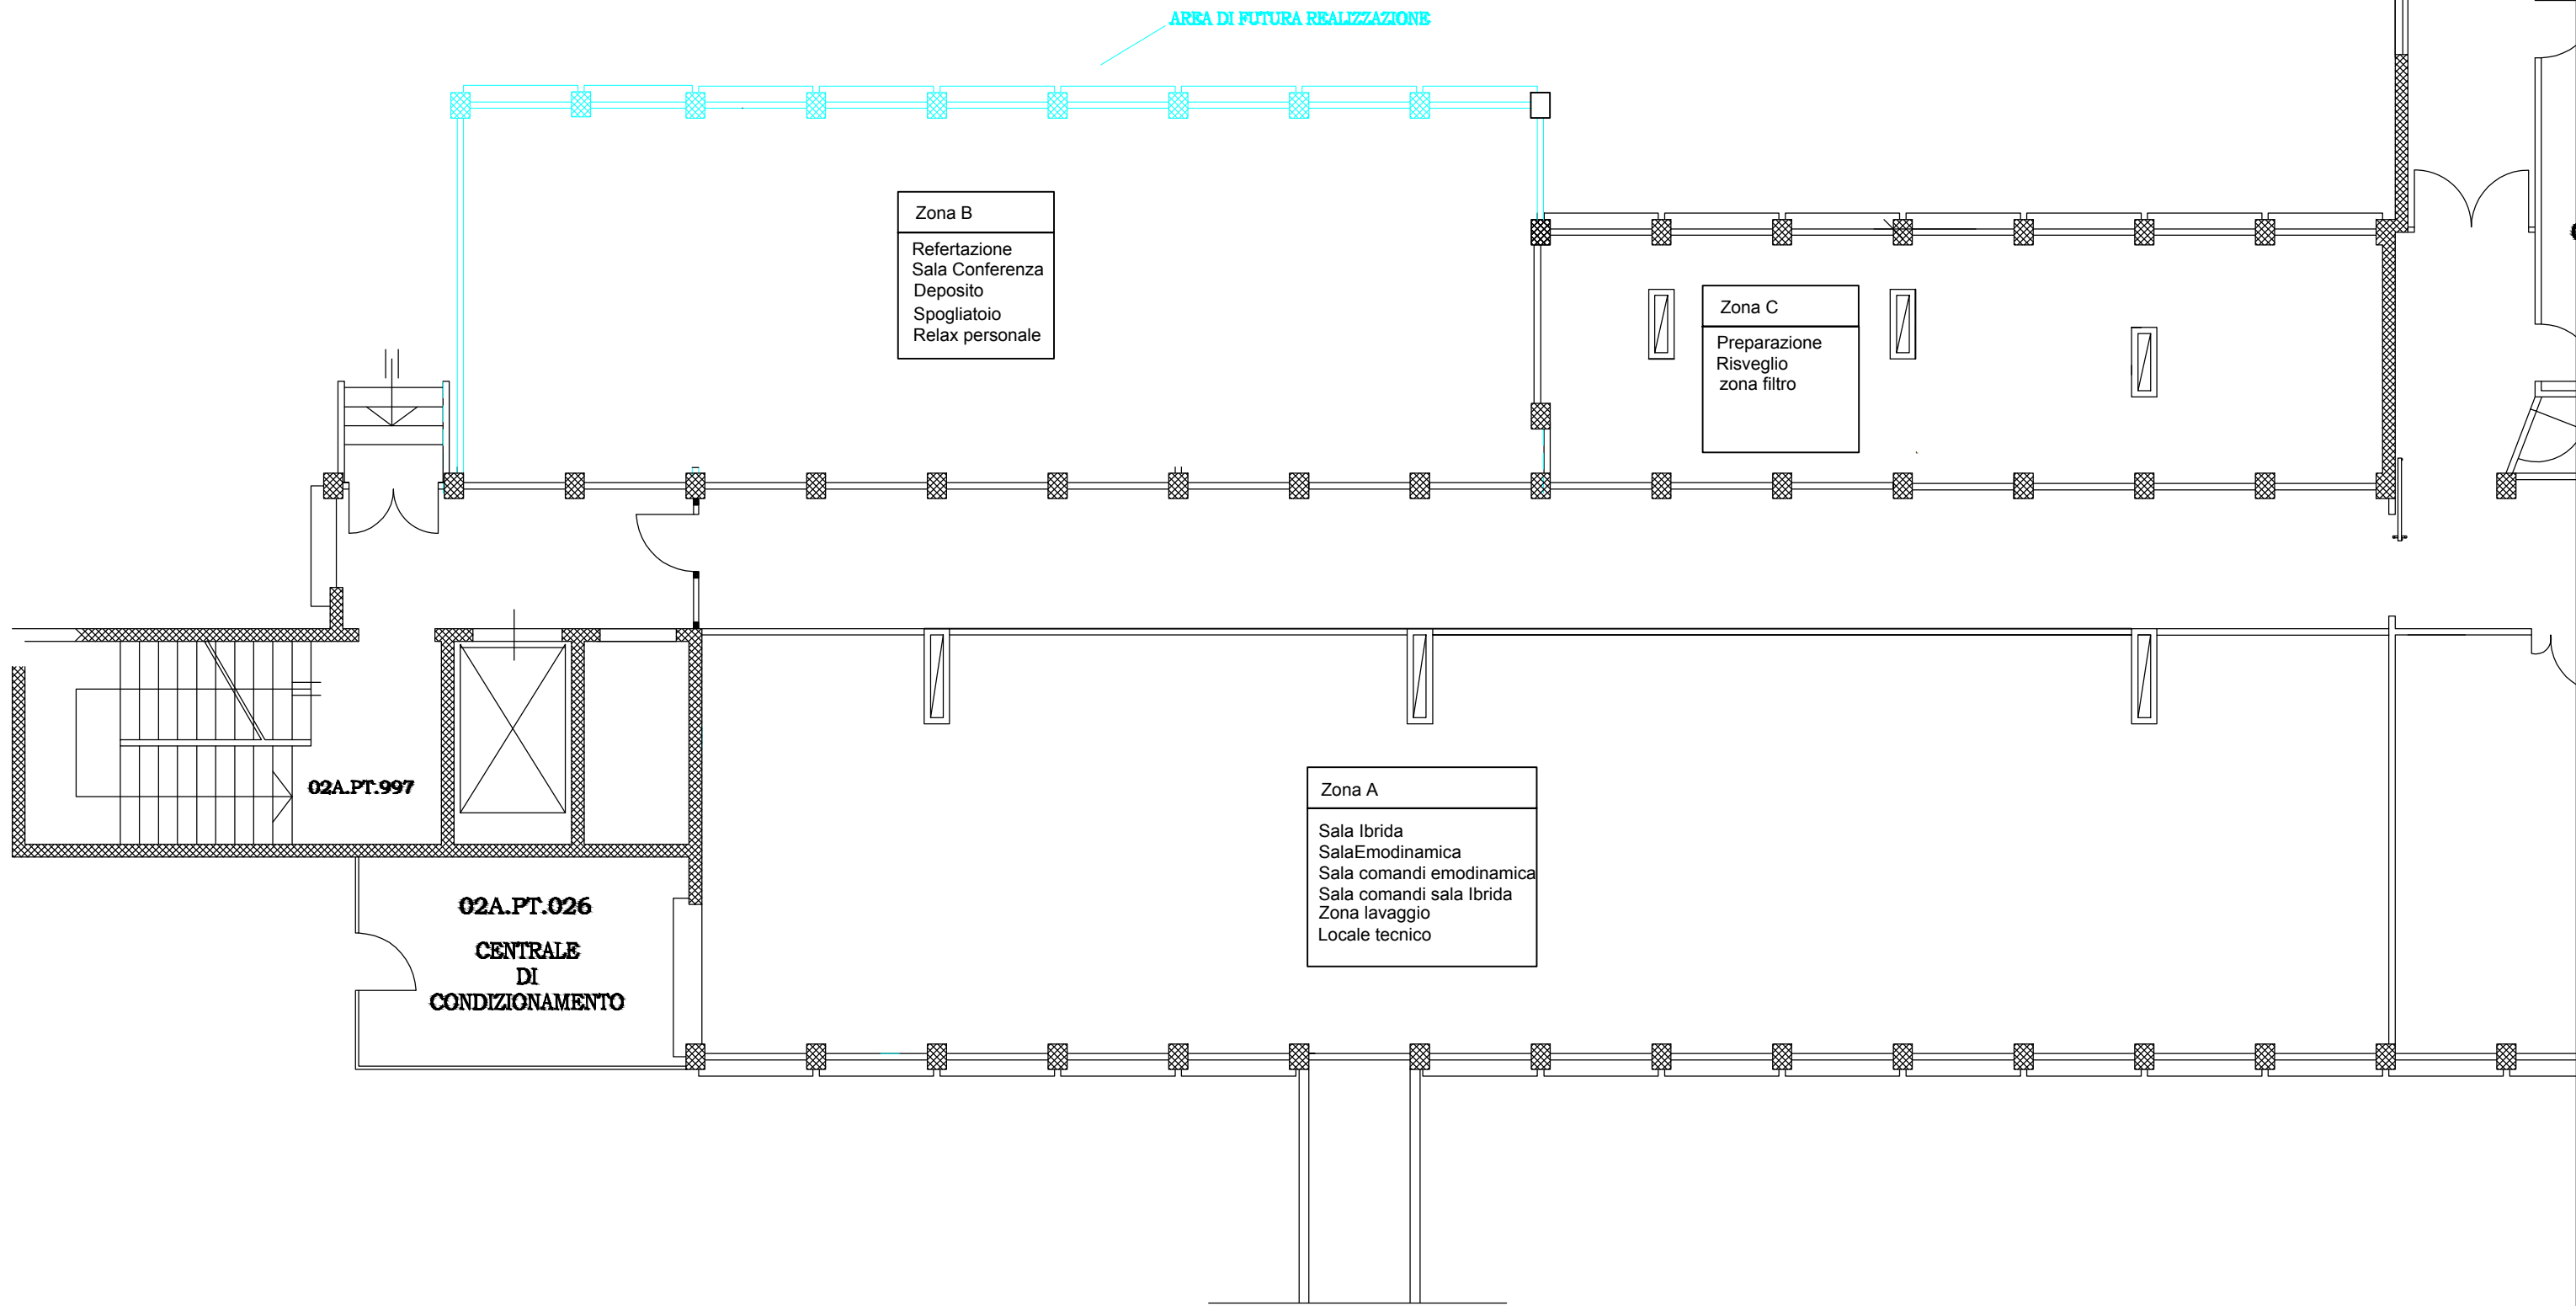 AREA DI FUTURA REALIZZAZIONE
Zona B
Refertazione
Sala Conferenza
Deposito
Spogliatoio
Relax personale
Zona C
Preparazione
Risveglio
zona filtro
02A.PT.997
Zona A
Sala Ibrida
SalaEmodinamica
Sala comandi emodinamica
Sala comandi sala Ibrida
Zona lavaggio
Locale tecnico
02A.PT.026
CENTRALE
DI
CONDIZIONAMENTO